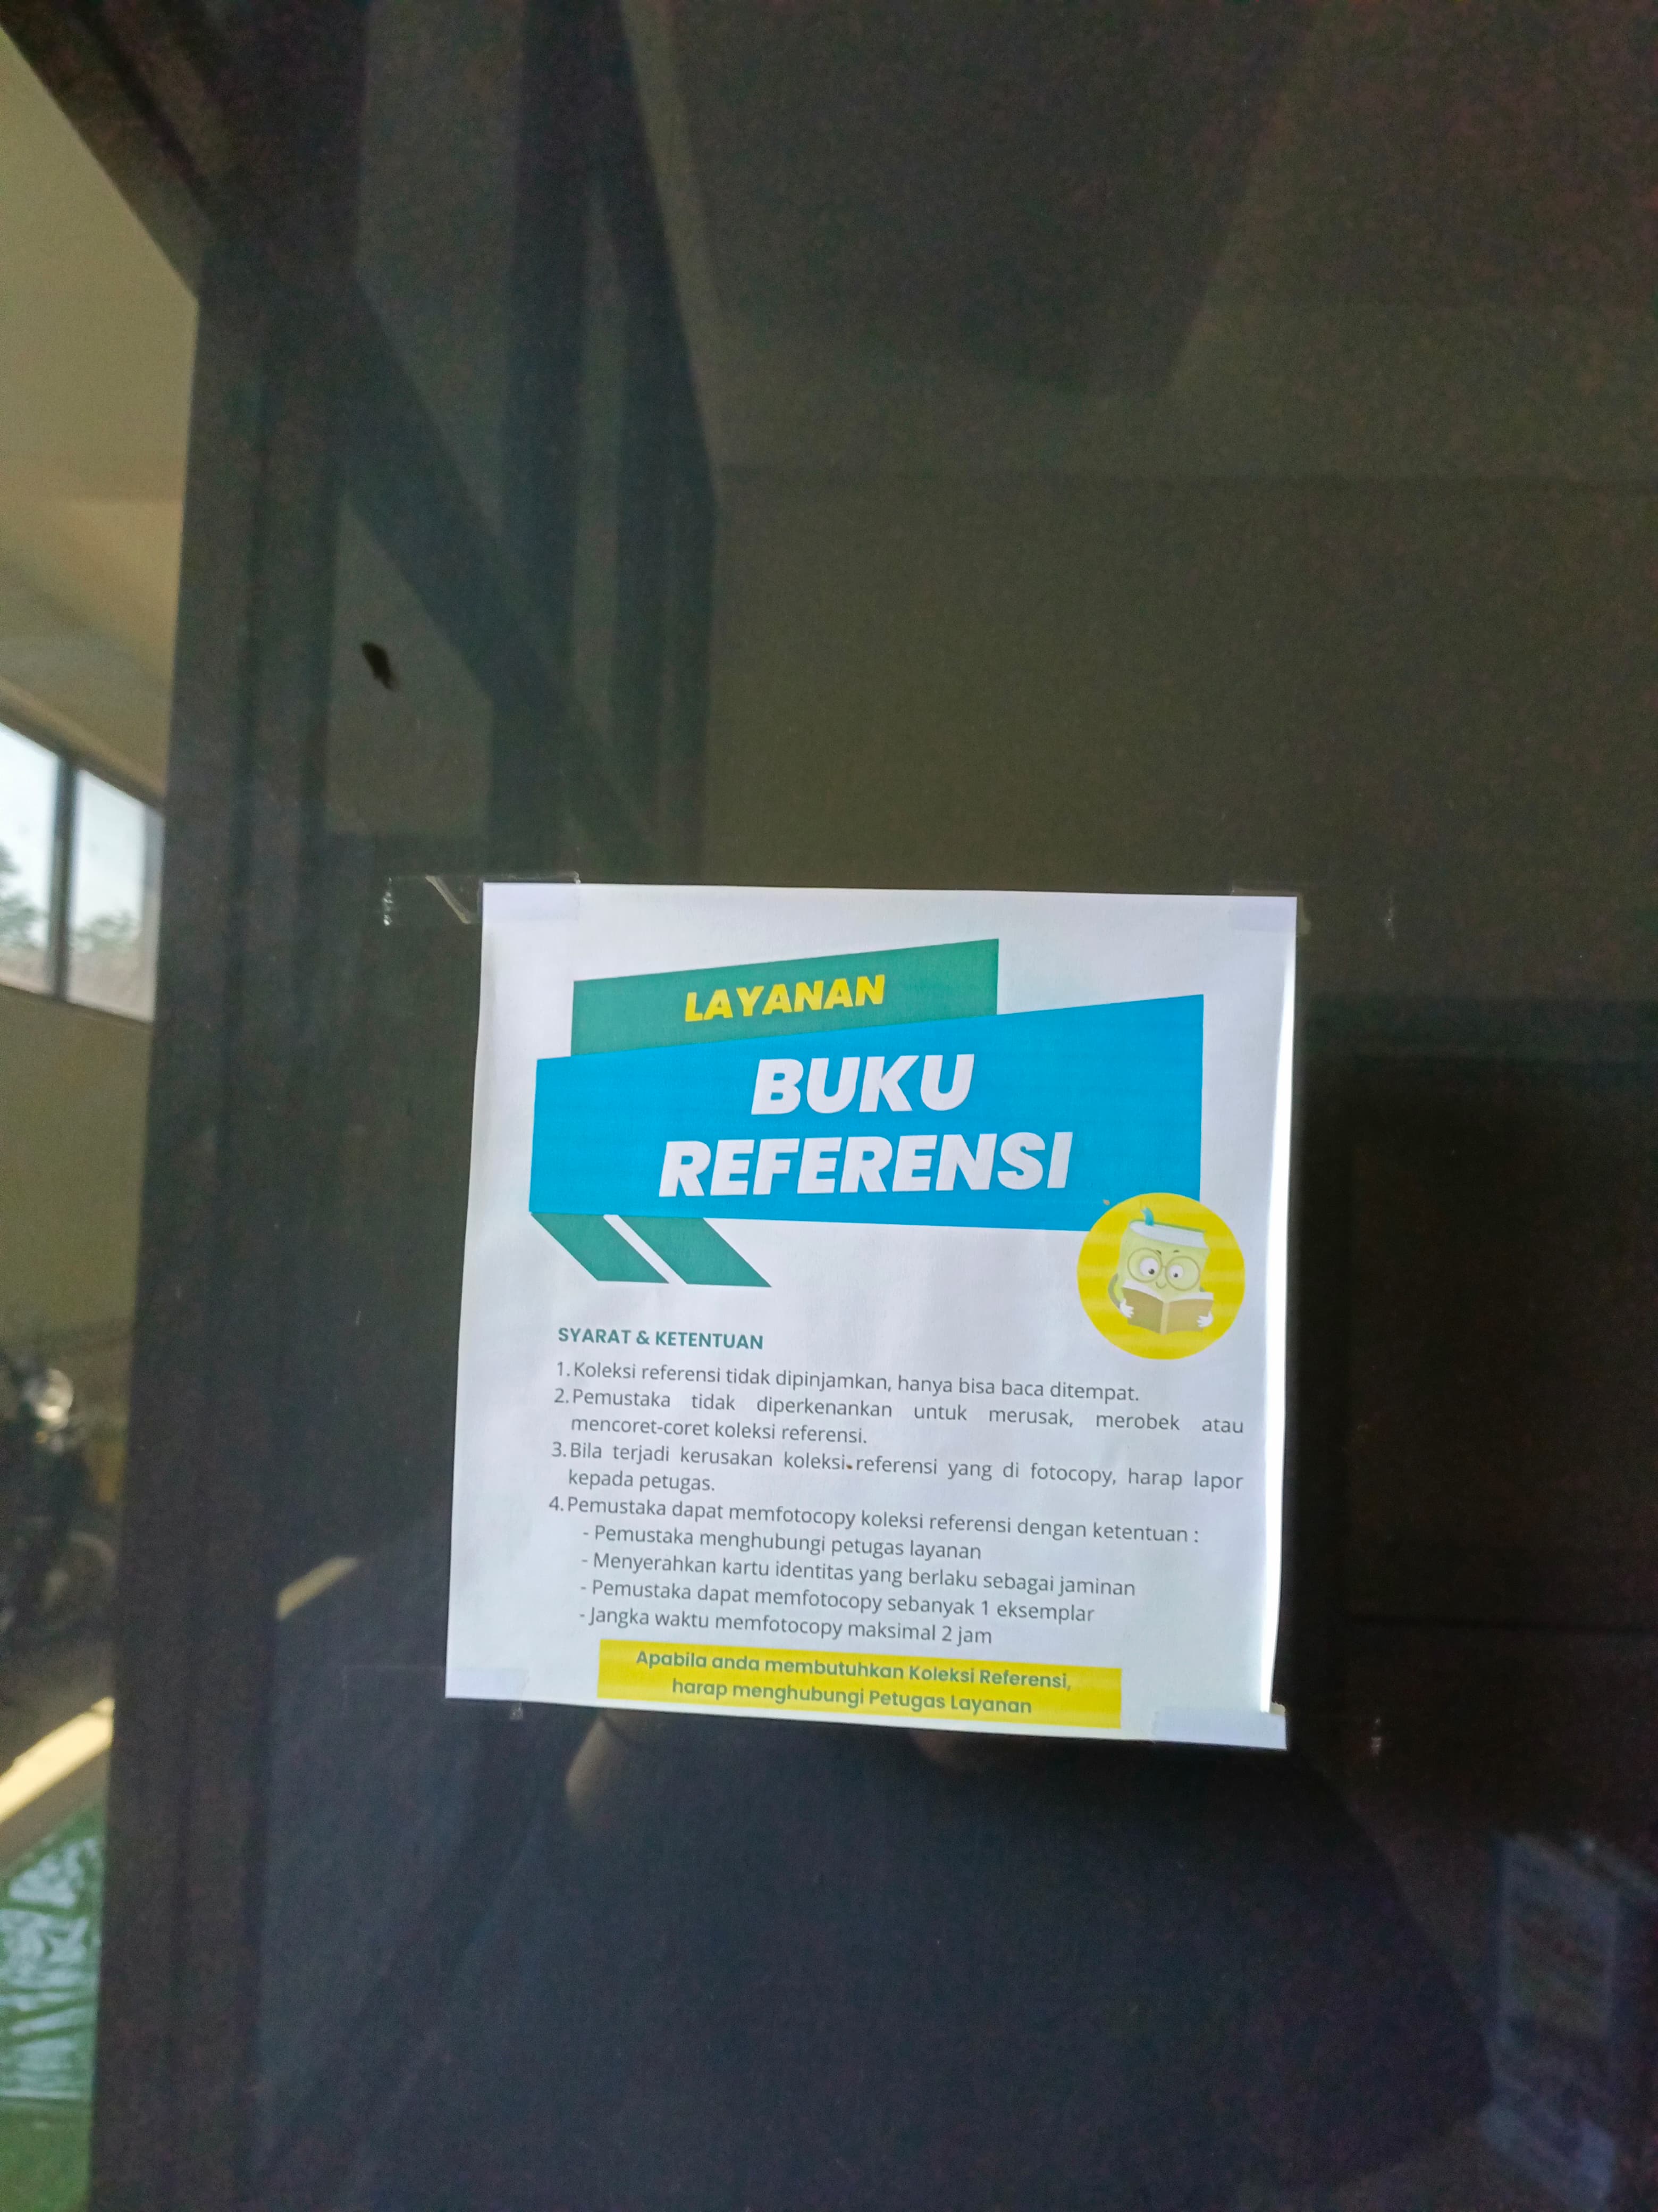 LAYANAN
BUKU
REFERENSI
SYARAT & KETENTUAN
1. Koleksi referensi tidak dipinjamkan, hanya bisa baca ditempat.
2. Pemustaka tidak diperkenankan untuk merusak, merobek atau
mencoret-coret koleksi referensi.
3. Bila terjadi kerusakan koleksi referensi yang di fotocopy, harap lapor
kepada petugas.
4. Pemustaka dapat memfotocopy koleksi referensi dengan ketentuan :
- Pemustaka menghubungi petugas layanan
- Menyerahkan kartu identitas yang berlaku sebagai jaminan
- Pemustaka dapat memfotocopy sebanyak 1 eksemplar
- Jangka waktu memfotocopy maksimal 2 jam
Apabila anda membutuhkan Koleksi Referensi,
harap menghubungi Petugas Layanan